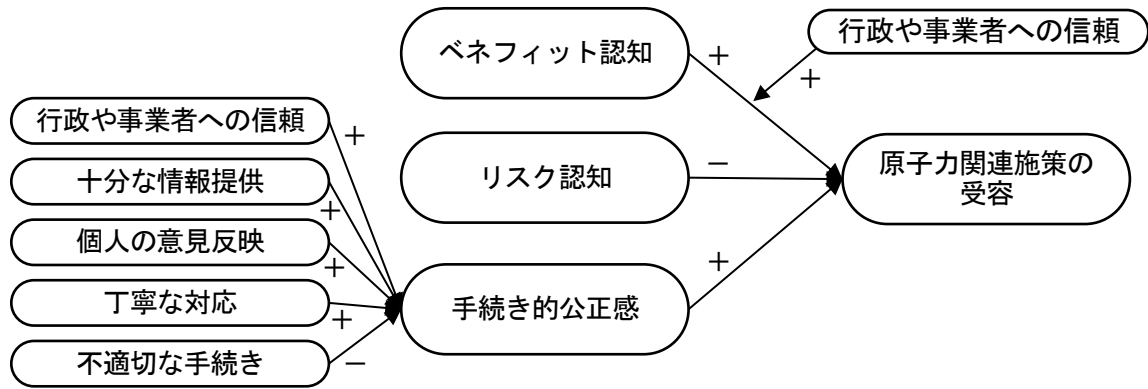 ベネフィット認知
＋
行政や事業者への信頼
＋
行政や事業者への信頼
＋
十分な情報提供
＋
個人の意見反映
＋
丁寧な対応
＋
不適切な手続き
－
リスク認知
－
原子力関連施策の
受容
手続き的公正感
＋